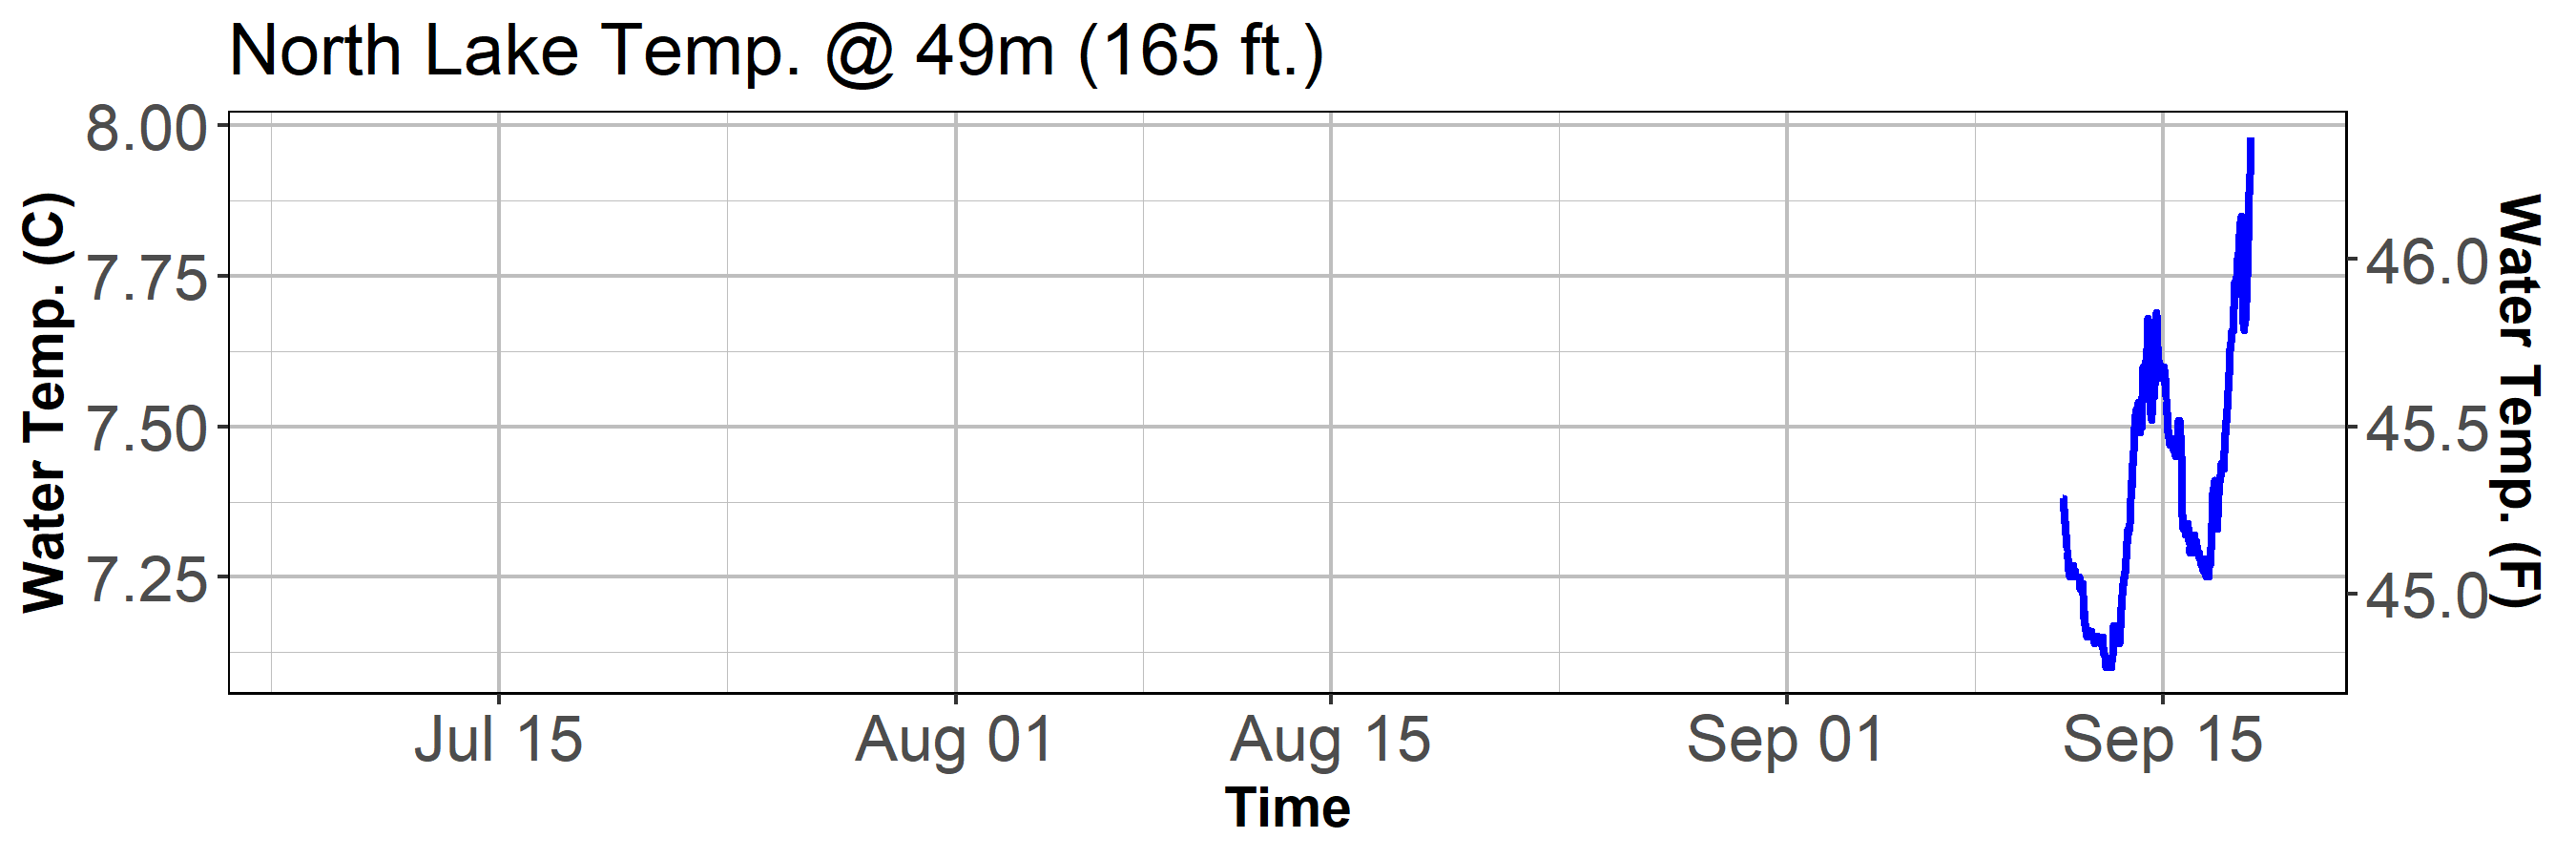 North Lake Temp. @ 49m (165 ft.)
8.00
7.75
7.50
7.25
Water Temp. (C)
46.0
45.5
45.0
Water Temp. (F)
Jul 15 Aug 01 Aug 15 Sep 01 Sep 15
Time